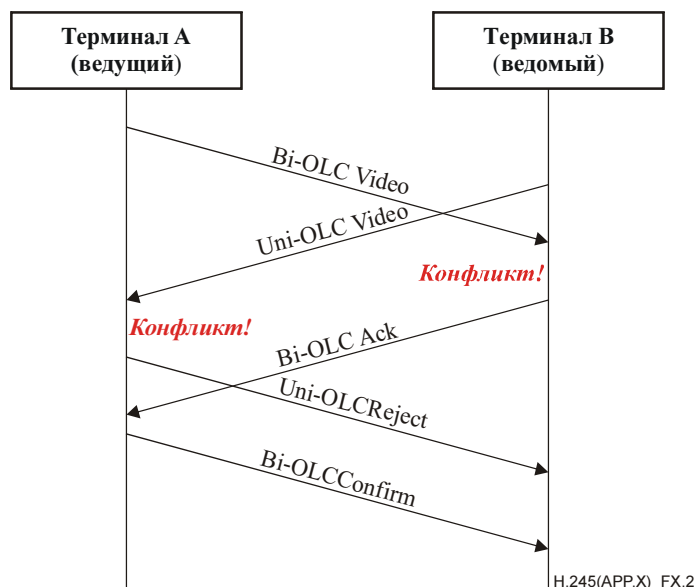 Терминал A
(ведущий)
Терминал B
(ведомый)
Bi-OLC Video
Uni-OLC Video
Конфликт!
Конфликт!
Bi-OLC Ack
Uni-OLCReject
Bi-OLCConfirm
H.245(APP.X)_FX.2